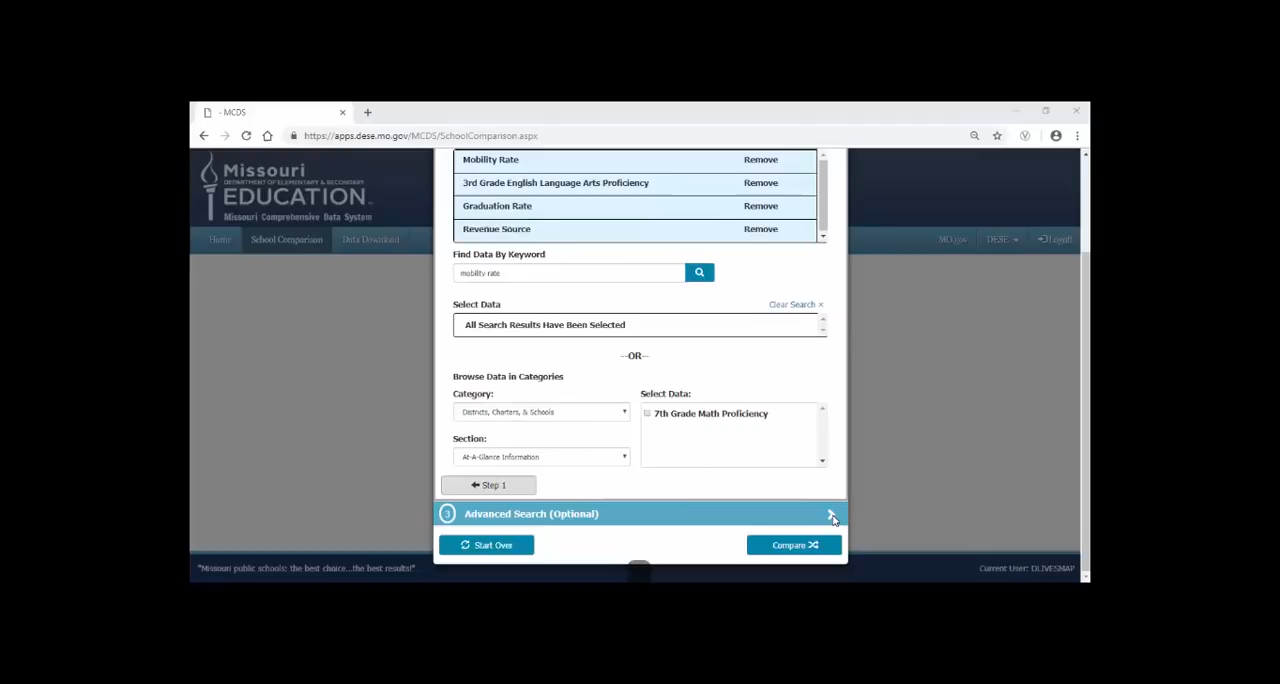 - MCDS
https://apps.dese.mo.gov/MCDS/SchoolComparison.aspx
Missouri
DEPARTMENT OF ELEMENTARY & SECONDARY
EDUCATION
Missouri Comprehensive Data System
Home School Comparison Data Download MO.gov DESE Logoff
Mobility Rate Remove
3rd Grade English Language Arts Proficiency Remove
Graduation Rate Remove
Revenue Source Remove
Find Data By Keyword
mobility rate
Select Data Clear Search ×
All Search Results Have Been Selected
--OR--
Browse Data in Categories
Category: Select Data:
Districts, Charters, & Schools 7th Grade Math Proficiency
Section:
At-A-Glance Information
Step 1
3 Advanced Search (Optional)
Start Over Compare
"Missouri public schools: the best choice...the best results!" Current User: DLIVESMAP